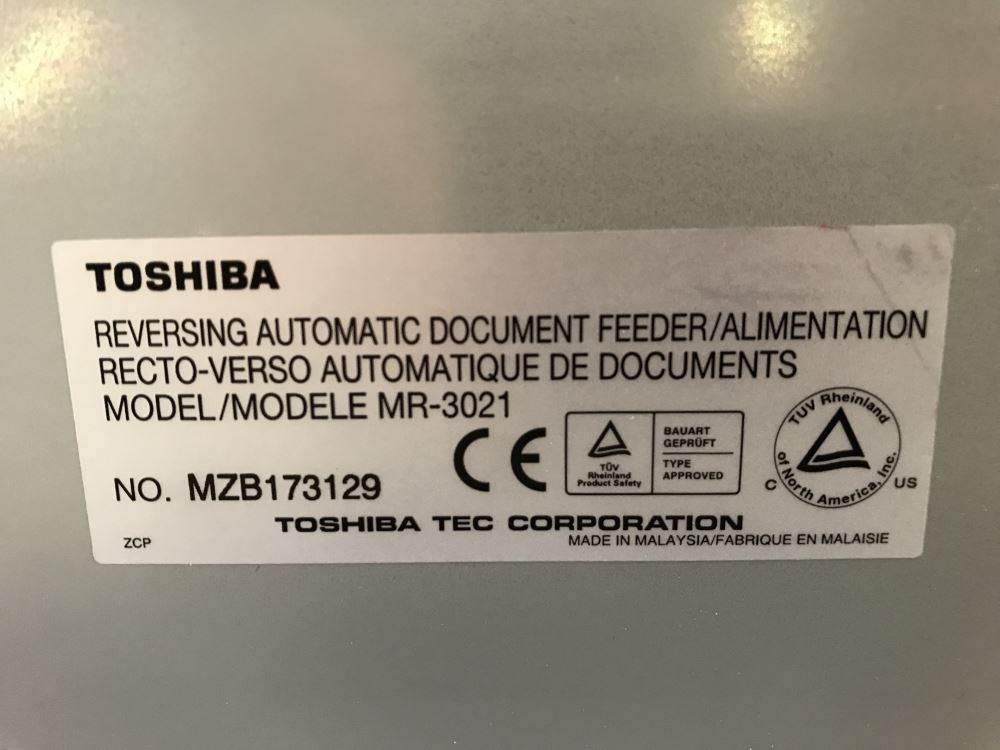 TOSHIBA
REVERSING AUTOMATIC DOCUMENT FEEDER/ALIMENTATION
RECTO-VERSO AUTOMATIQUE DE DOCUMENTS
MODEL/MODELE MR-3021
CE
TÜV
Rheinland
Product Safety
BAUART
GEPRÜFT
TYPE
APPROVED
TUV Rheinland
of North America, Inc.
C US
NO. MZB173129
TOSHIBA TEC CORPORATION
ZCP
MADE IN MALAYSIA/FABRIQUE EN MALAISIE